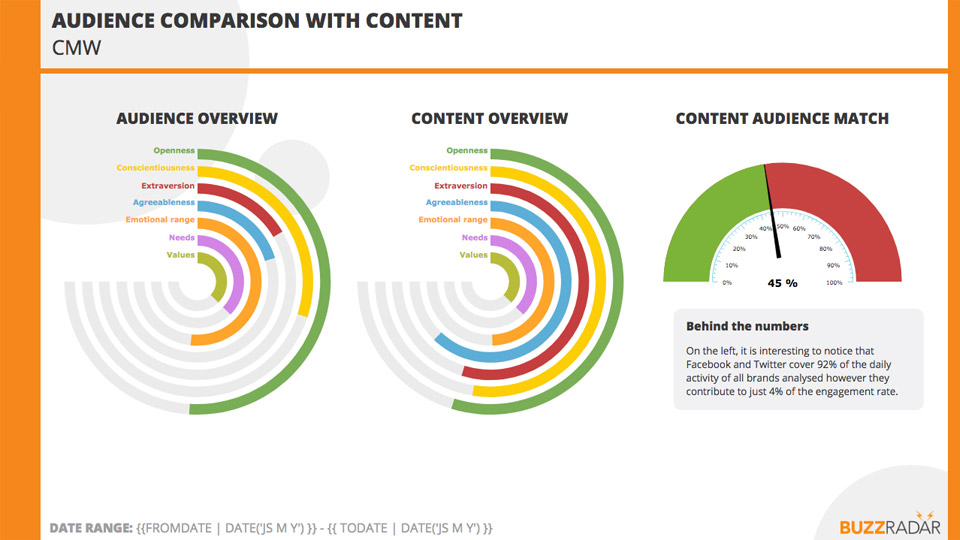 AUDIENCE COMPARISON WITH CONTENT
CMW
AUDIENCE OVERVIEW
Openness
Conscientiousness
Extraversion
Agreeableness
Emotional range
Needs
Values
CONTENT OVERVIEW
Openness
Conscientiousness
Extraversion
Agreeableness
Emotional range
Needs
Values
CONTENT AUDIENCE MATCH
0%
10%
20%
30%
40%
50%
60%
70%
80%
90%
100%
45 %
Behind the numbers
On the left, it is interesting to notice that
Facebook and Twitter cover 92% of the daily
activity of all brands analysed however they
contribute to just 4% of the engagement rate.
DATE RANGE: {{FROMDATE | DATE('JS M Y') }} - {{ TODATE | DATE('JS M Y') }}
BUZZRADAR